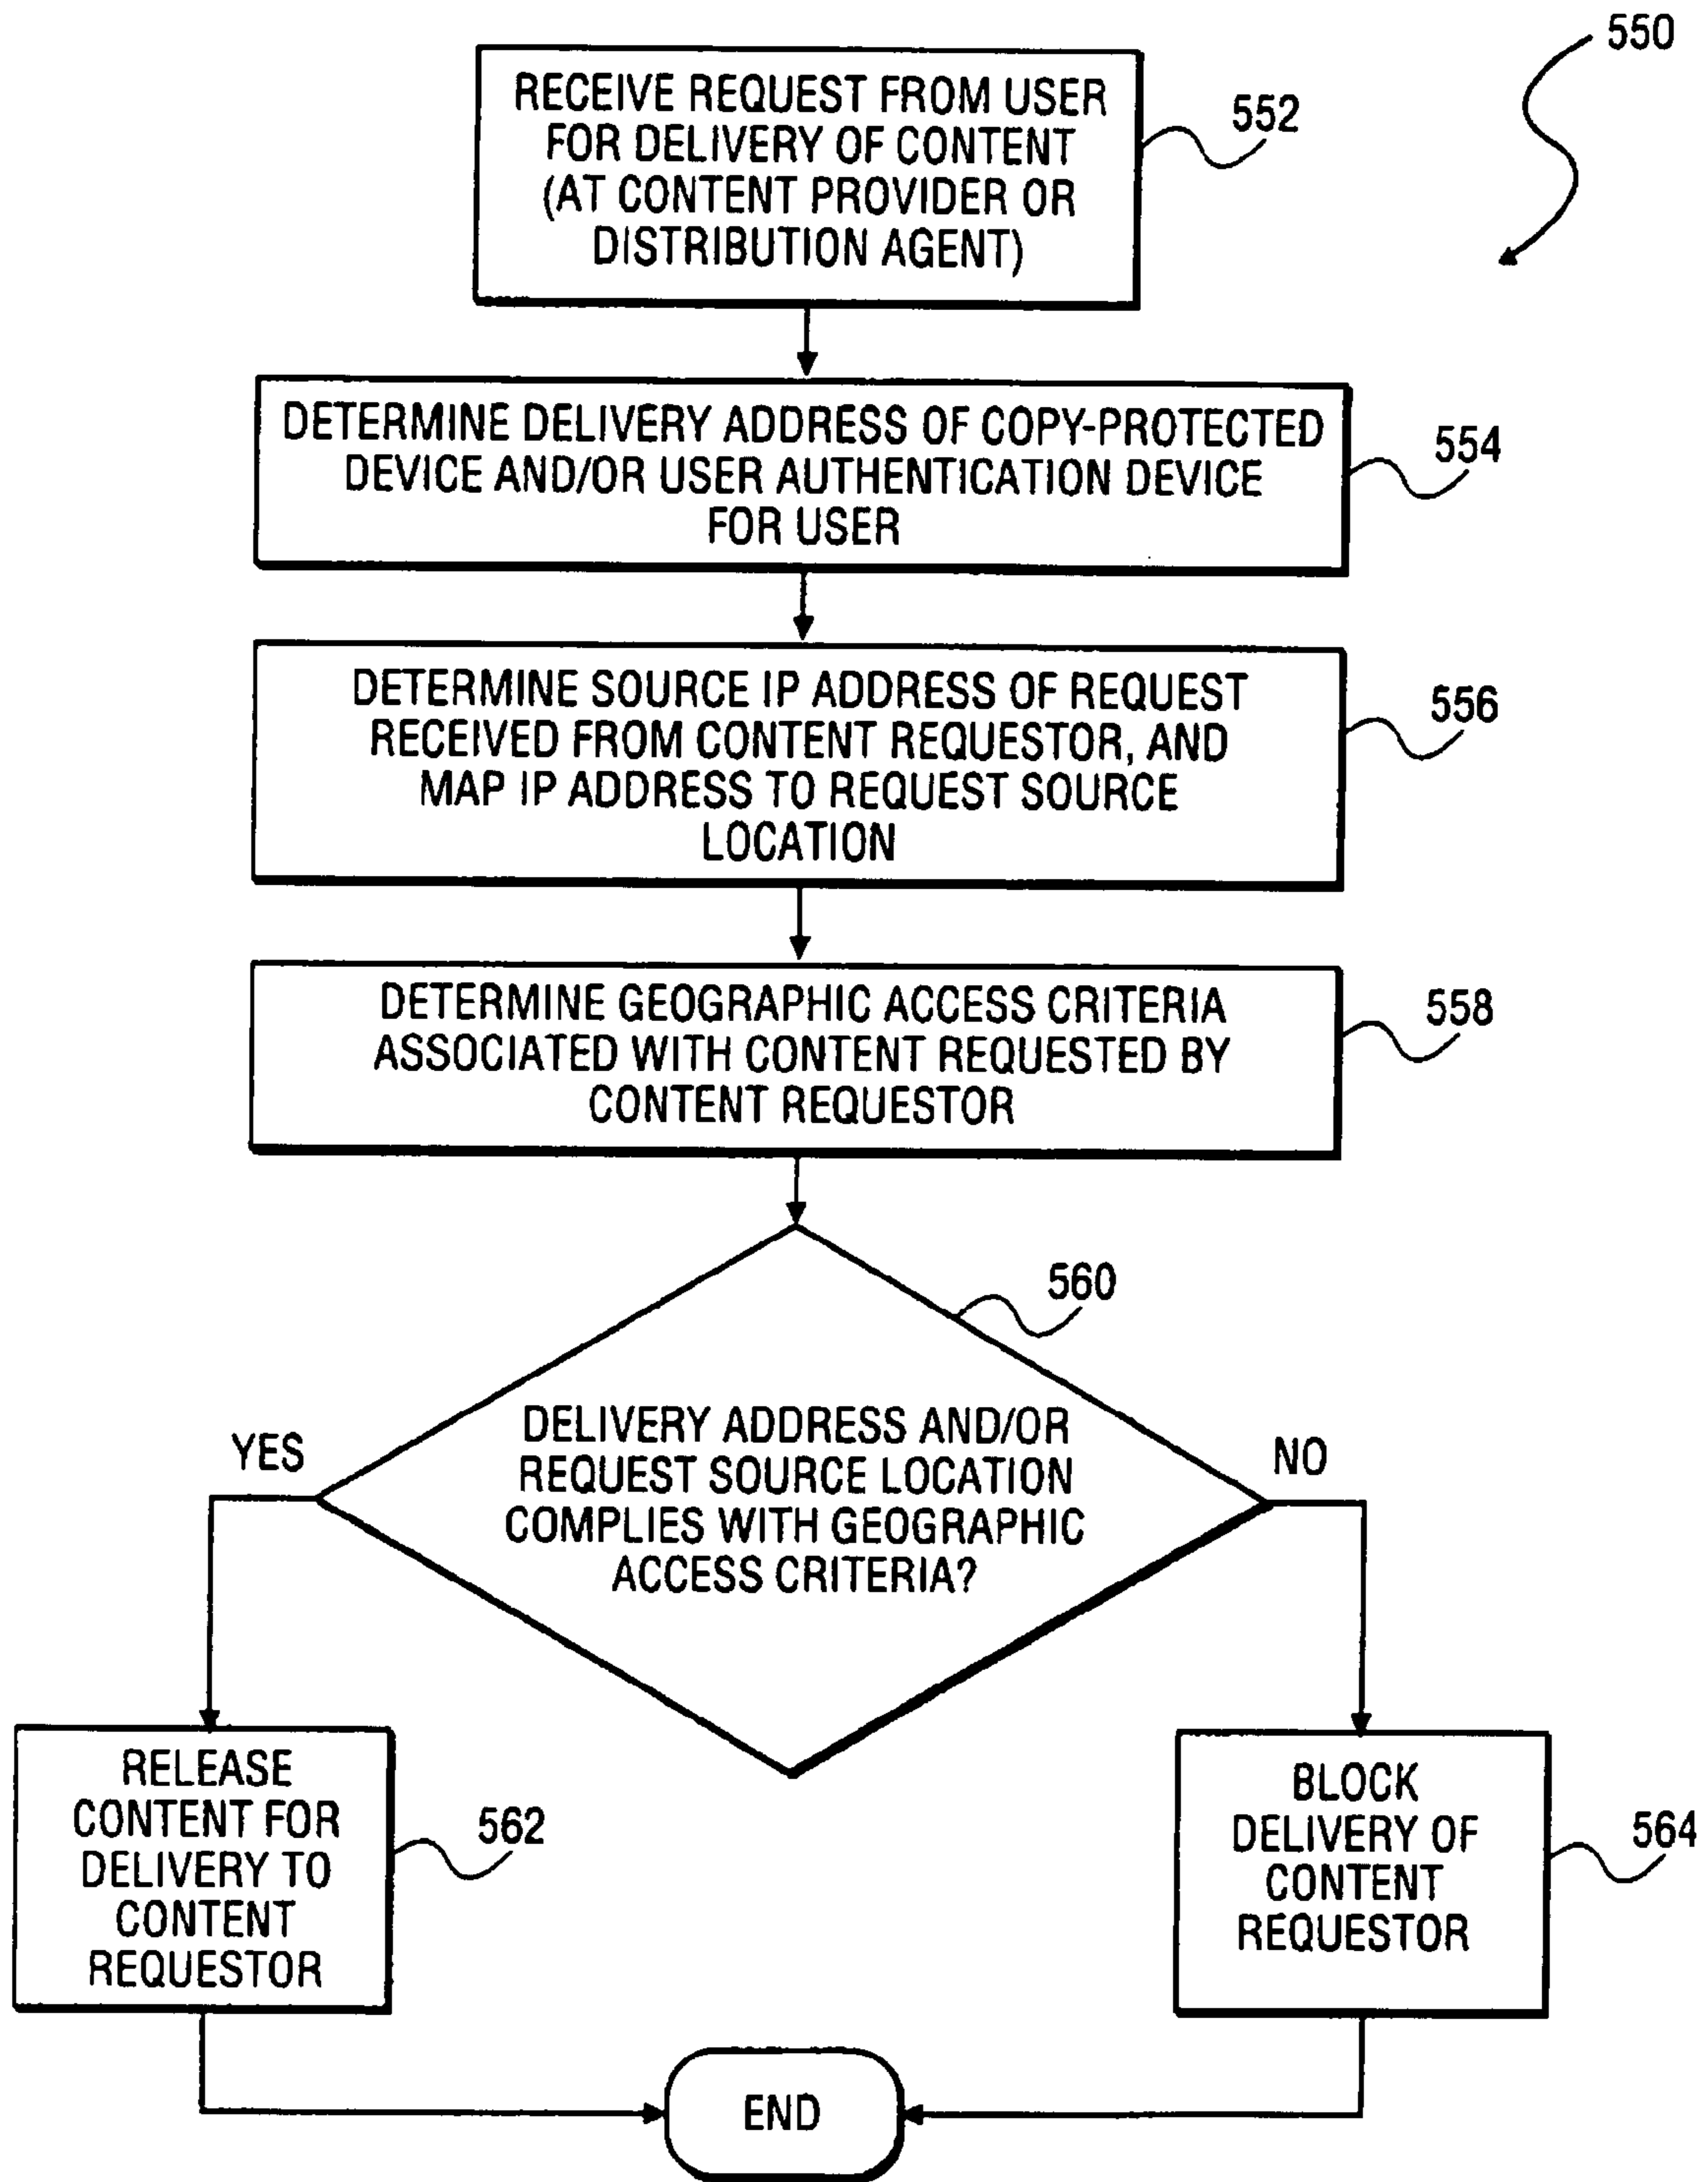 550
RECEIVE REQUEST FROM USER
FOR DELIVERY OF CONTENT
(AT CONTENT PROVIDER OR
DISTRIBUTION AGENT)
552
DETERMINE DELIVERY ADDRESS OF COPY-PROTECTED
DEVICE AND/OR USER AUTHENTICATION DEVICE
FOR USER
554
DETERMINE SOURCE IP ADDRESS OF REQUEST
RECEIVED FROM CONTENT REQUESTOR, AND
MAP IP ADDRESS TO REQUEST SOURCE
LOCATION
556
DETERMINE GEOGRAPHIC ACCESS CRITERIA
ASSOCIATED WITH CONTENT REQUESTED BY
CONTENT REQUESTOR
558
560
DELIVERY ADDRESS AND/OR
REQUEST SOURCE LOCATION
COMPLIES WITH GEOGRAPHIC
ACCESS CRITERIA?
YES
NO
RELEASE
CONTENT FOR
DELIVERY TO
CONTENT
REQUESTOR
562
BLOCK
DELIVERY OF
CONTENT
REQUESTOR
564
END